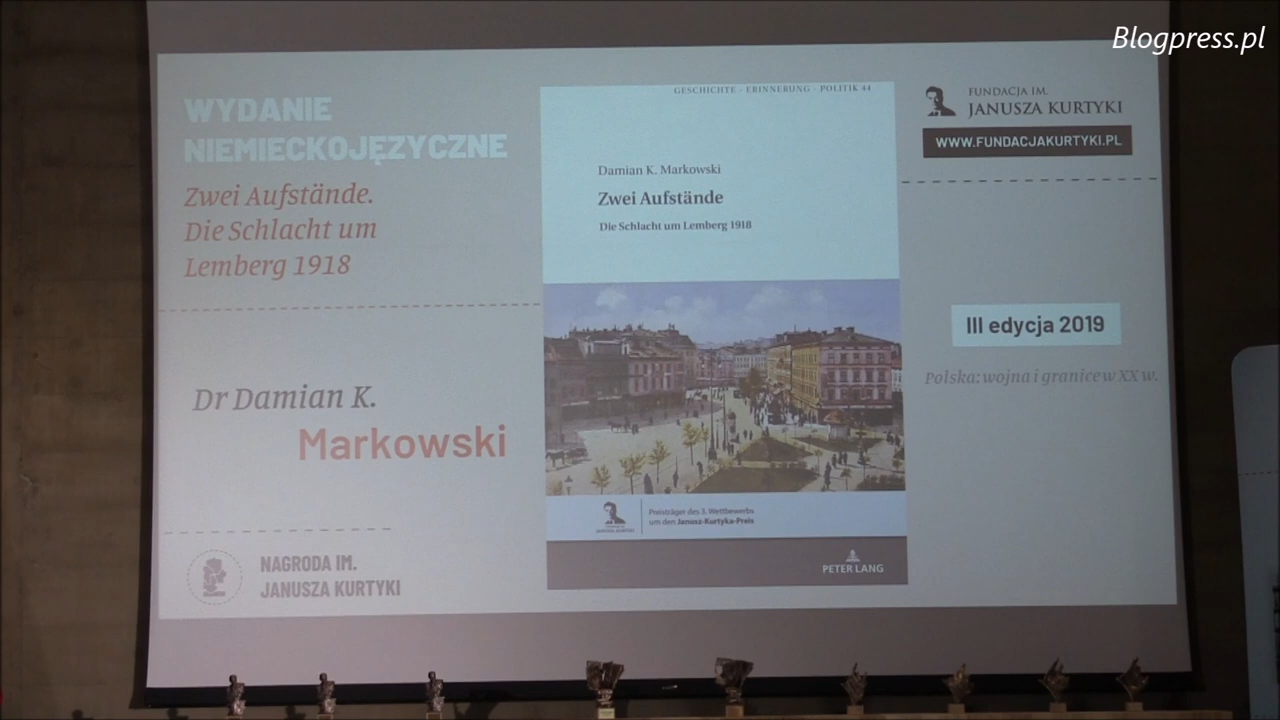 Blogpress.pl
WYDANIE
NIEMIECKOJĘZYCZNE
Zwei Aufstände.
Die Schlacht um
Lemberg 1918
Dr Damian K.
Markowski
NAGRODA IM.
JANUSZA KURTYKI
GESCHICHTE - ERINNERUNG - POLITIK 44
Damian K. Markowski
Zwei Aufstände
Die Schlacht um Lemberg 1918
Preisträger des 3. Wettbewerbs
um den Janusz-Kurtyka-Preis
PETER LANG
FUNDACJA IM.
JANUSZA KURTYKI
WWW.FUNDACJAKURTYKI.PL
III edycja 2019
Polska: wojna i granice w XX w.